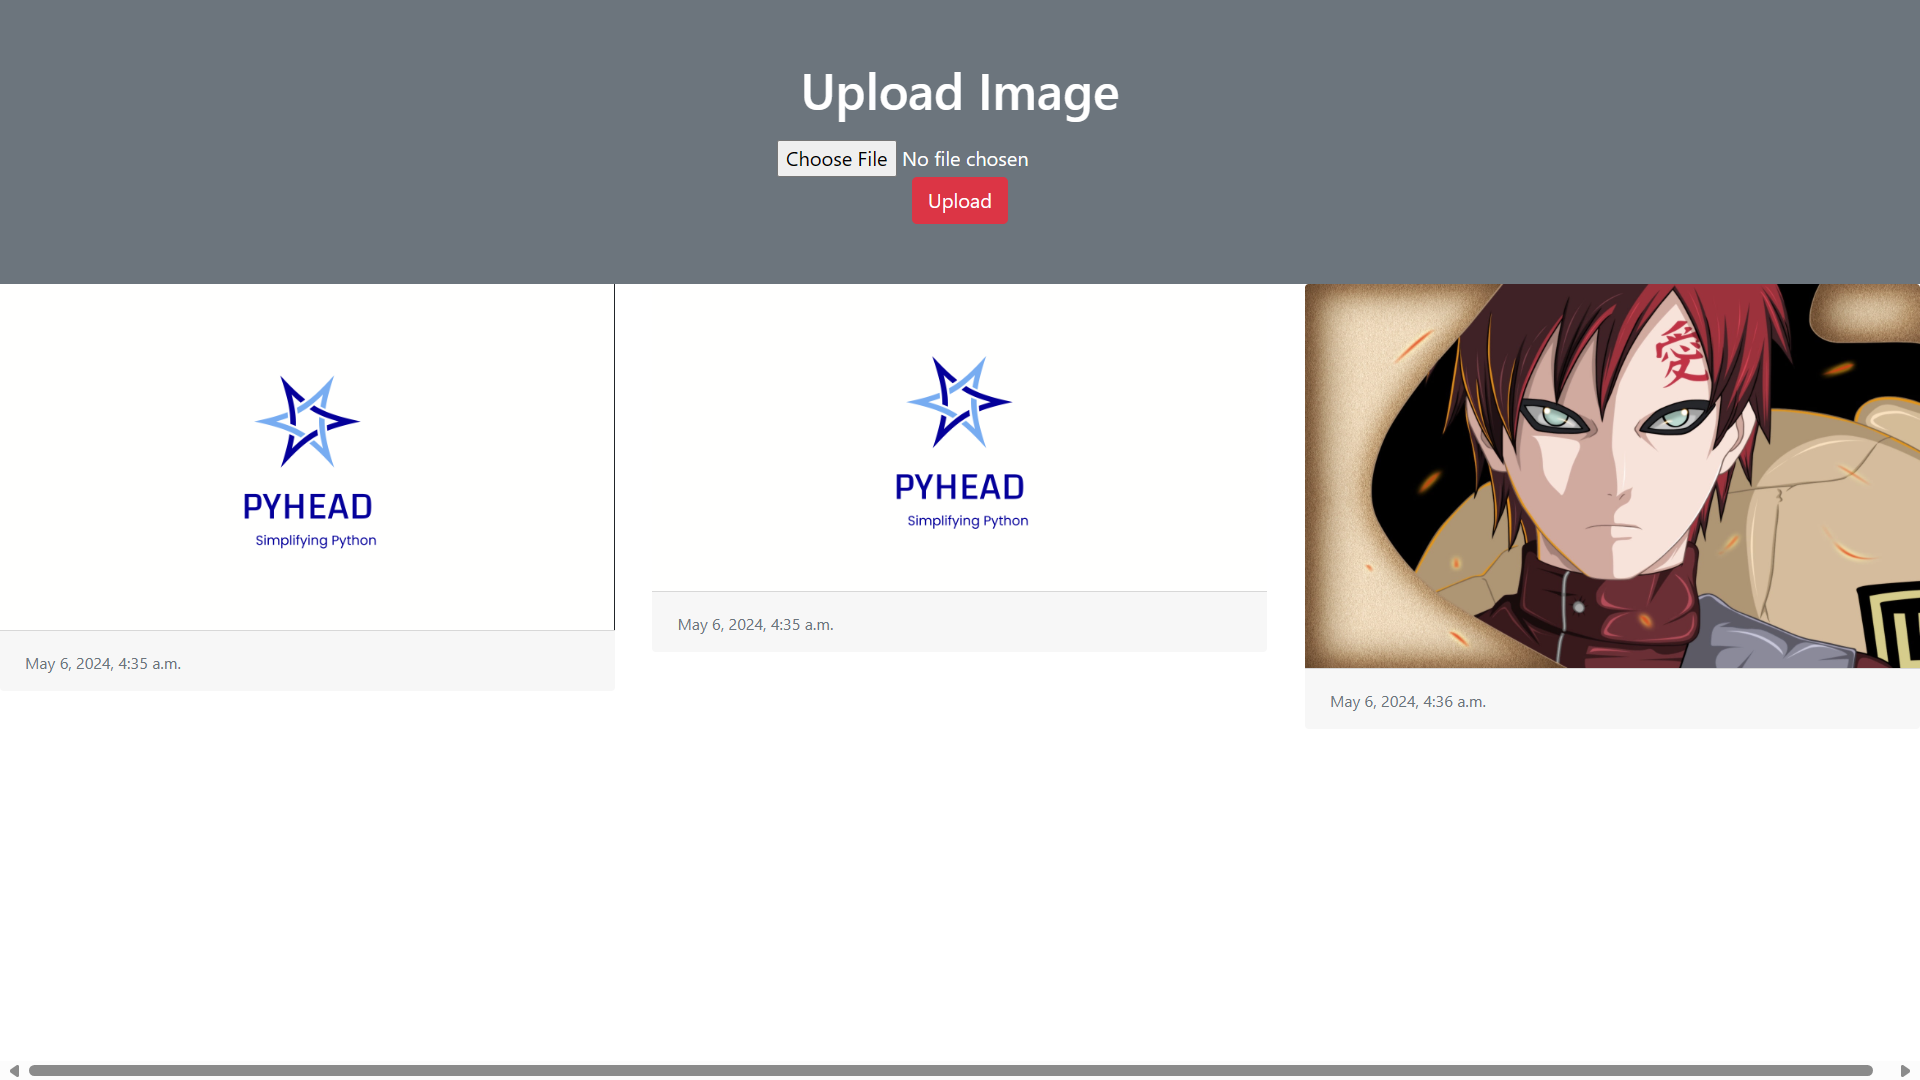 Upload Image
Choose File No file chosen
Upload
PYHEAD
Simplifying Python
May 6, 2024, 4:35 a.m.
PYHEAD
Simplifying Python
May 6, 2024, 4:35 a.m.
愛
May 6, 2024, 4:36 a.m.